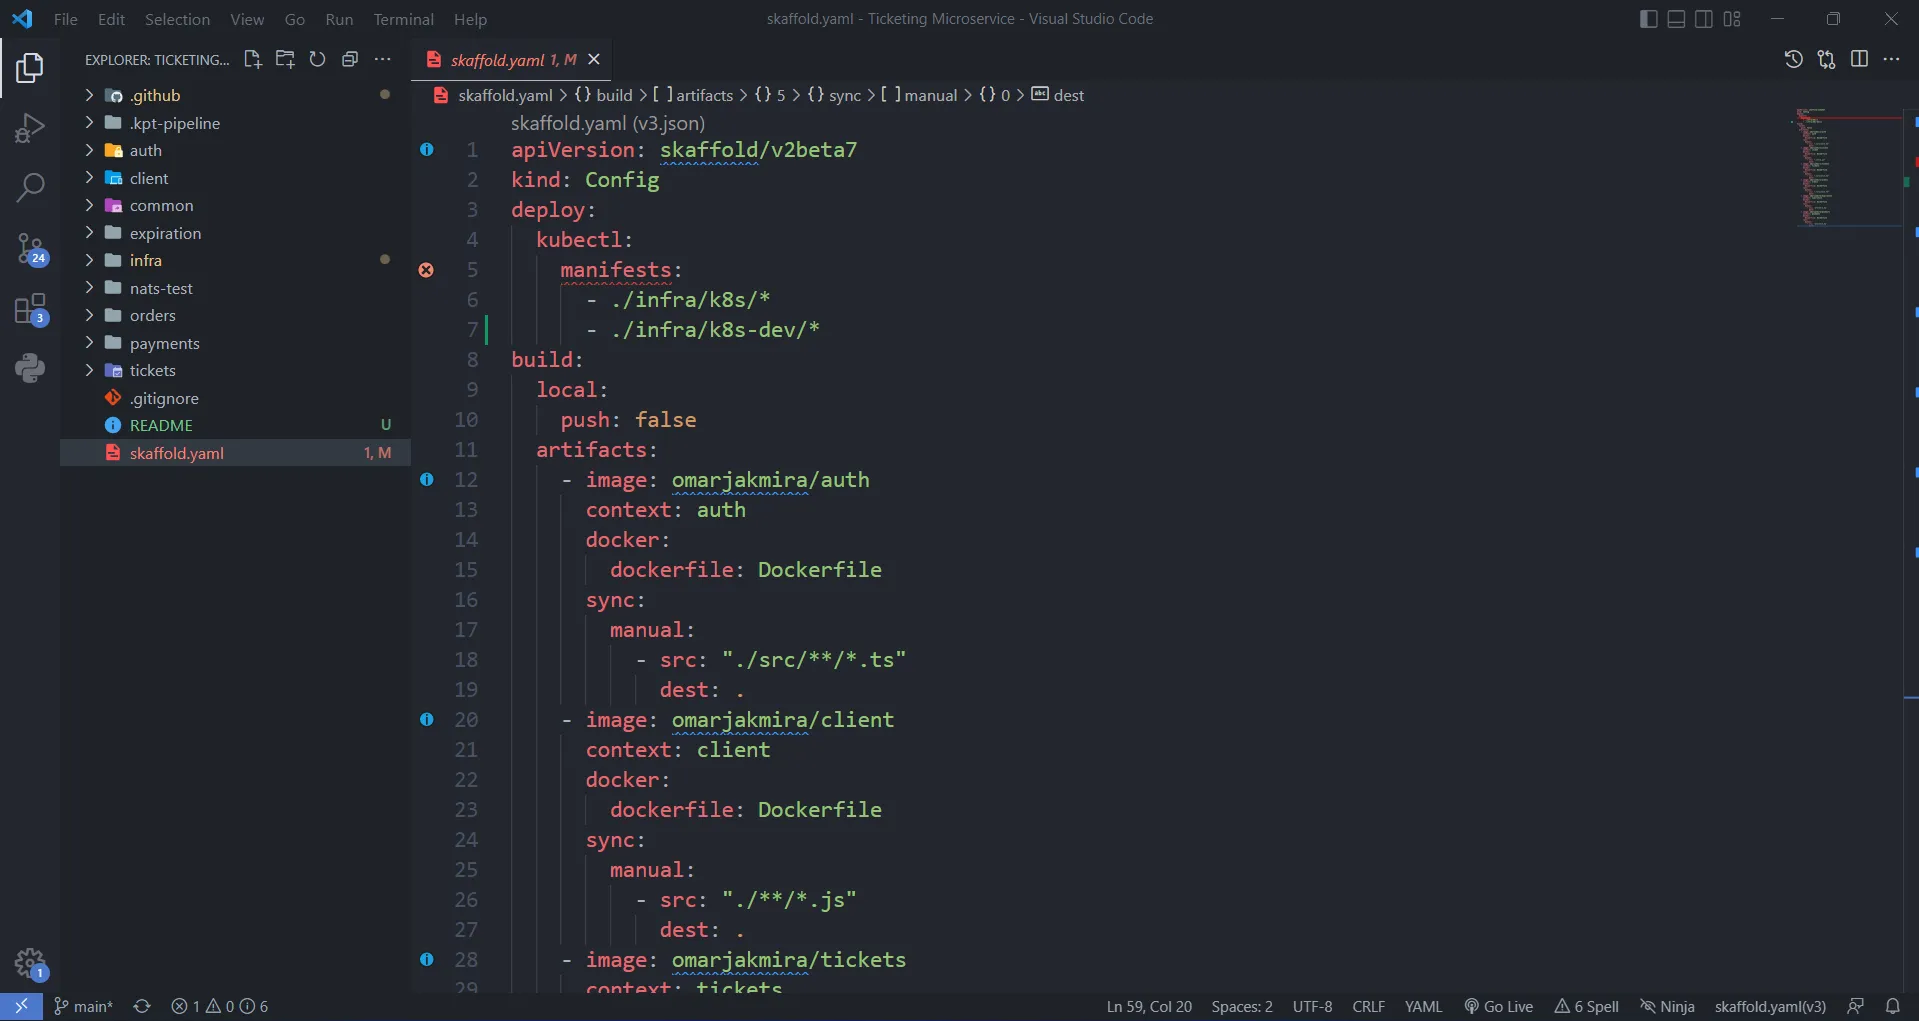 File Edit Selection View Go Run Terminal Help
skaffold.yaml - Ticketing Microservice - Visual Studio Code
EXPLORER: TICKETING...
.github
.kpt-pipeline
auth
client
common
expiration
infra
nats-test
orders
payments
tickets
.gitignore
README U
skaffold.yaml 1, M
24
3
1
skaffold.yaml 1, M
skaffold.yaml > {} build > [ ] artifacts > {} 5 > {} sync > [ ] manual > {} 0 > abc dest
skaffold.yaml (v3.json)
1 apiVersion: skaffold/v2beta7
2 kind: Config
3 deploy:
4 kubectl:
5 manifests:
6 - ./infra/k8s/*
7 - ./infra/k8s-dev/*
8 build:
9 local:
10 push: false
11 artifacts:
12 - image: omarjakmira/auth
13 context: auth
14 docker:
15 dockerfile: Dockerfile
16 sync:
17 manual:
18 - src: "./src/**/*.ts"
19 dest: .
20 - image: omarjakmira/client
21 context: client
22 docker:
23 dockerfile: Dockerfile
24 sync:
25 manual:
26 - src: "./**/*.js"
27 dest: .
28 - image: omarjakmira/tickets
29 context: tickets
main* 1 0 6
Ln 59, Col 20 Spaces: 2 UTF-8 CRLF YAML Go Live 6 Spell Ninja skaffold.yaml(v3)